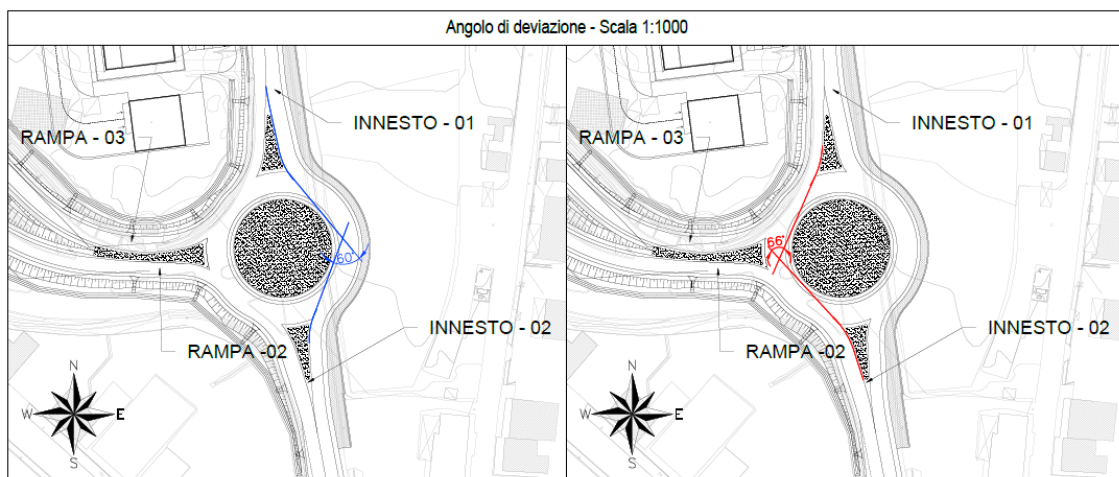 Angolo di deviazione - Scala 1:1000
INNESTO - 01
RAMPA - 03
60°
INNESTO - 02
RAMPA -02
N
W
E
S
INNESTO - 01
RAMPA - 03
66°
INNESTO - 02
RAMPA -02
N
W
E
S